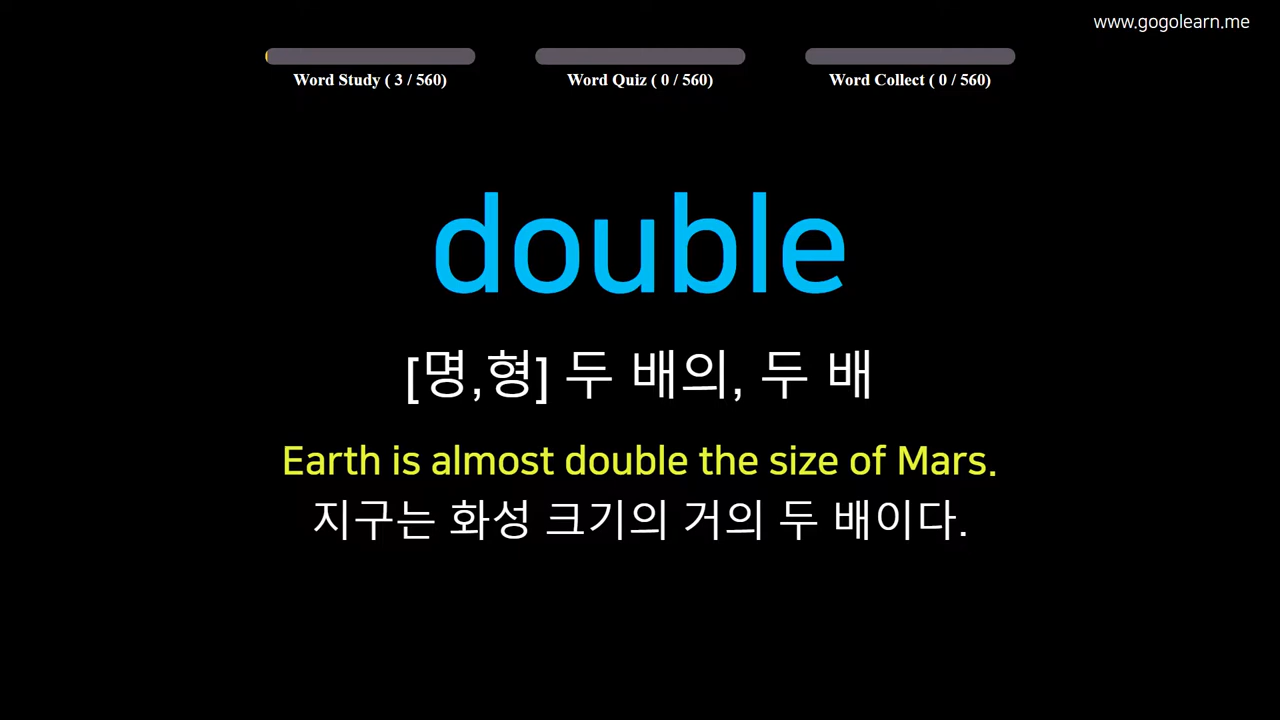 www.gogolearn.me
Word Study ( 3 / 560)
Word Quiz ( 0 / 560)
Word Collect ( 0 / 560)
double
[명,형] 두 배의, 두 배
Earth is almost double the size of Mars.
지구는 화성 크기의 거의 두 배이다.